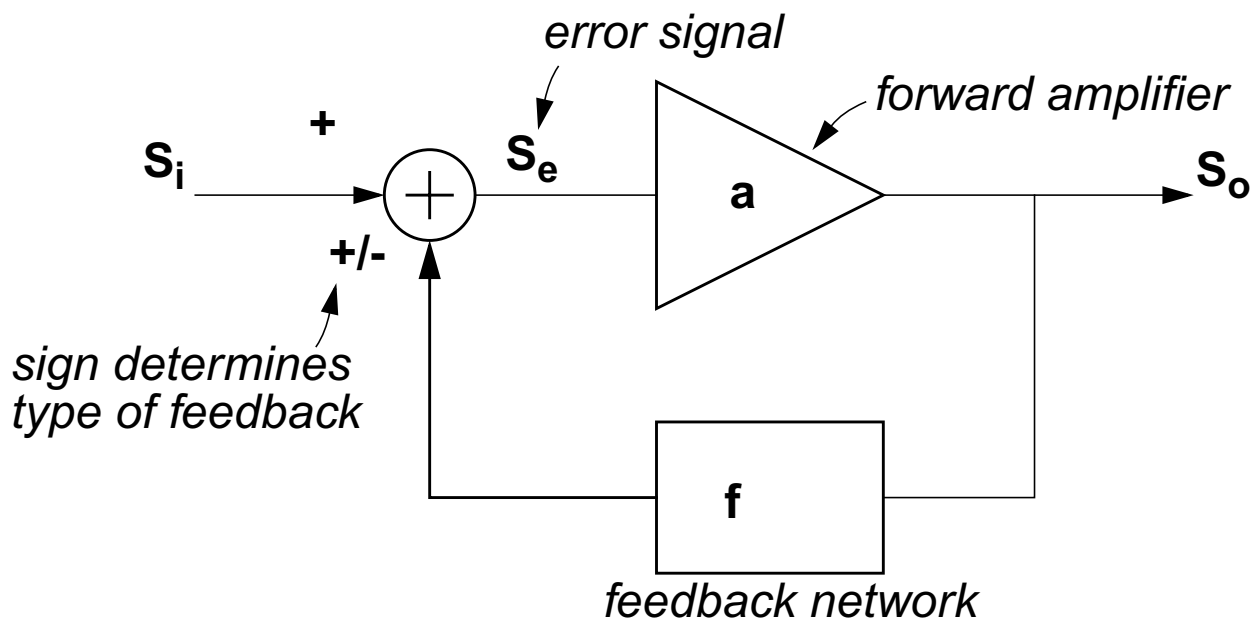 error signal
forward amplifier
+
Si
Se
So
a
+/-
sign determines
type of feedback
f
feedback network